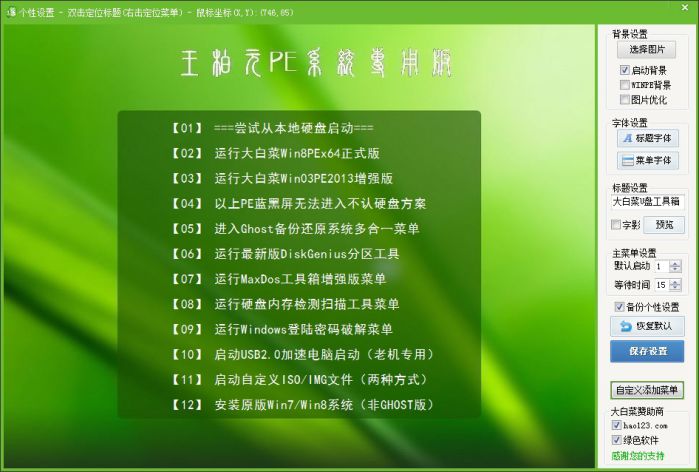 个性设置 - 双击定位标题(右击定位菜单) - 鼠标坐标(X,Y):(746,85)
王柏元PE系統專用版
【01】 ===尝试从本地硬盘启动===
【02】 运行大白菜Win8PEx64正式版
【03】 运行大白菜Win03PE2013增强版
【04】 以上PE蓝黑屏无法进入不认硬盘方案
【05】 进入Ghost备份还原系统多合一菜单
【06】 运行最新版DiskGenius分区工具
【07】 运行MaxDos工具箱增强版菜单
【08】 运行硬盘内存检测扫描工具菜单
【09】 运行Windows登陆密码破解菜单
【10】 启动USB2.0加速电脑启动（老机专用）
【11】 启动自定义ISO/IMG文件（两种方式）
【12】 安装原版Win7/Win8系统（非GHOST版）
背景设置
选择图片
启动背景
WINPE背景
图片优化
字体设置
标题字体
菜单字体
标题设置
大白菜U盘工具箱
字影 预览
主菜单设置
默认启动 1
等待时间 15
备份个性设置
恢复默认
保存设置
自定义添加菜单
大白菜赞助商
hao123.com
绿色软件
感谢您的支持